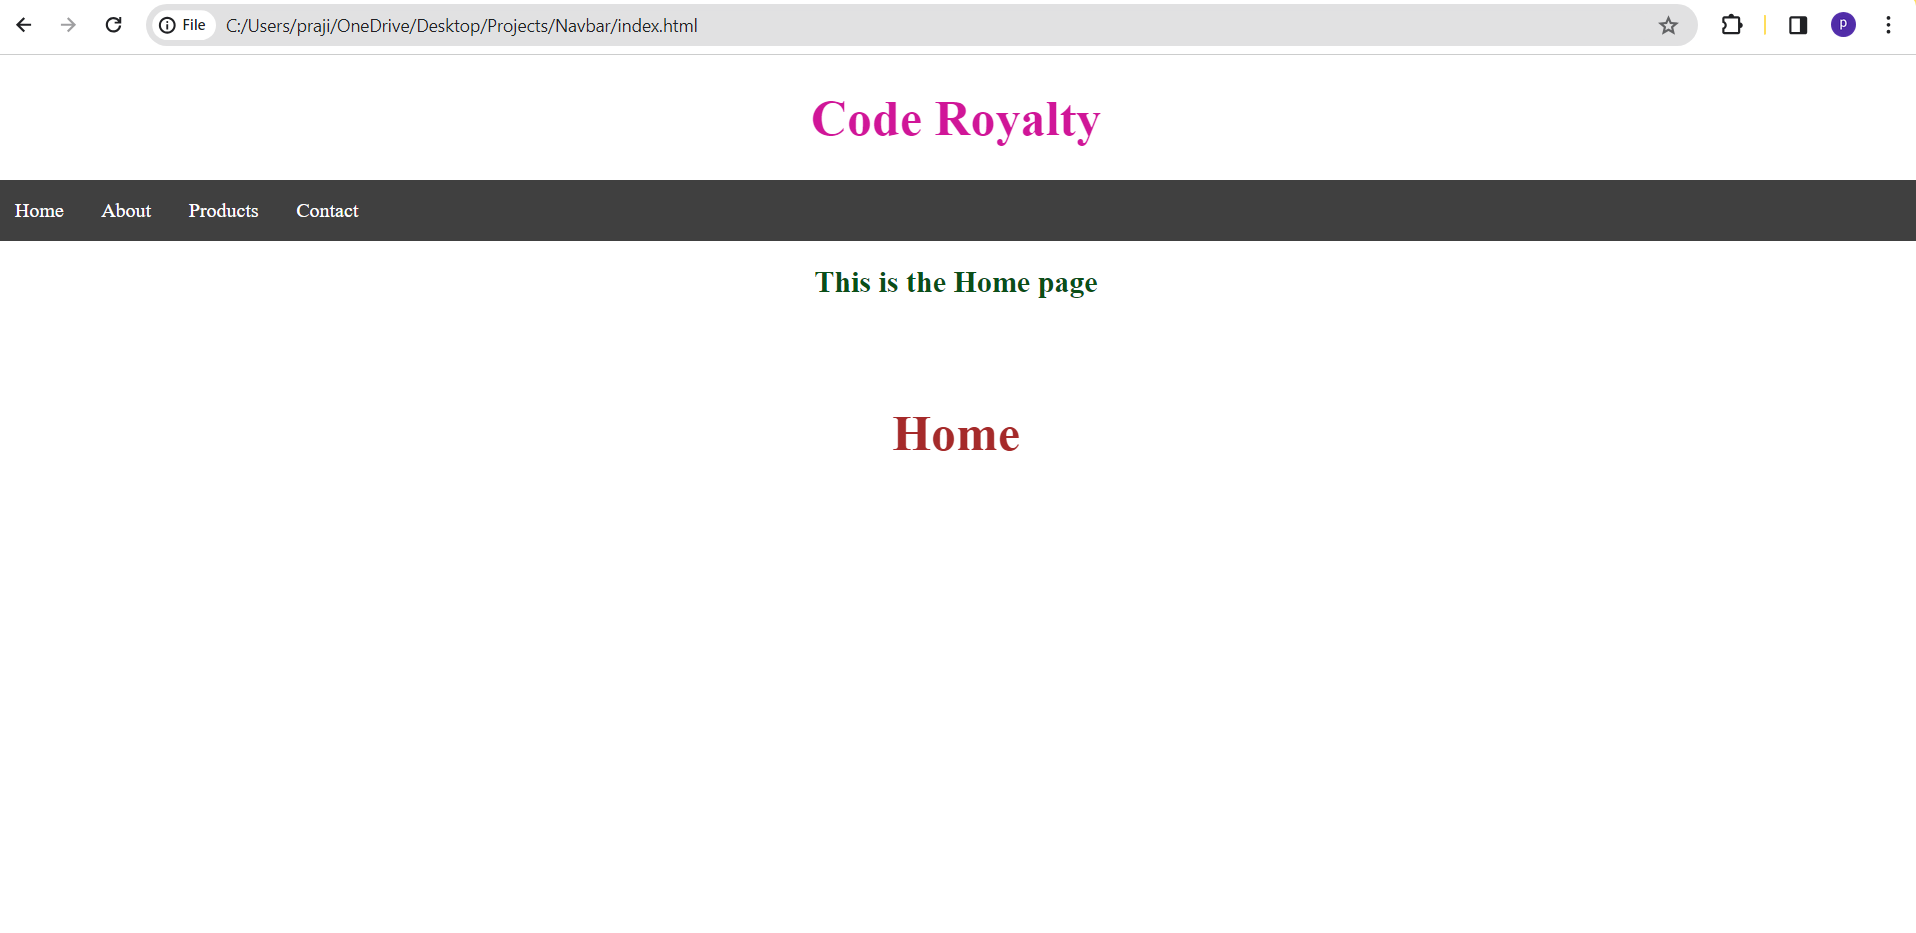 File C:/Users/praji/OneDrive/Desktop/Projects/Navbar/index.html
P
Code Royalty
Home About Products Contact
This is the Home page
Home